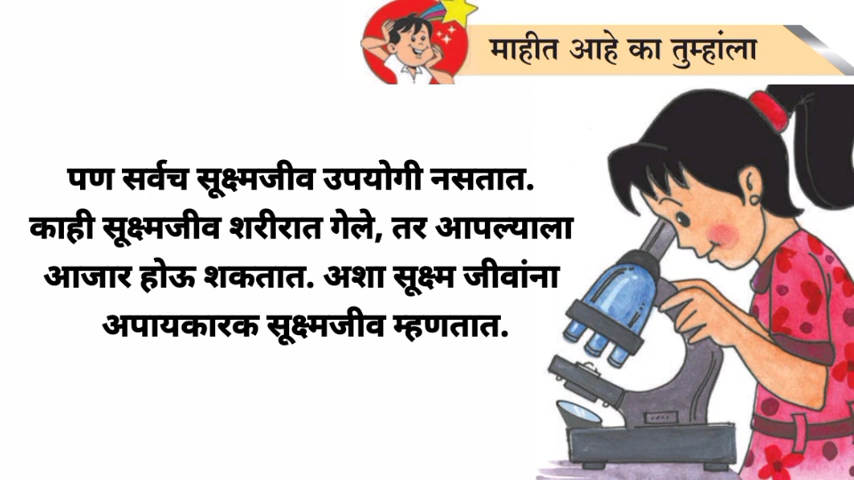 माहीत आहे का तुम्हांला
पण सर्वच सूक्ष्मजीव उपयोगी नसतात.
काही सूक्ष्मजीव शरीरात गेले, तर आपल्याला
आजार होऊ शकतात. अशा सूक्ष्म जीवांना
अपायकारक सूक्ष्मजीव म्हणतात.